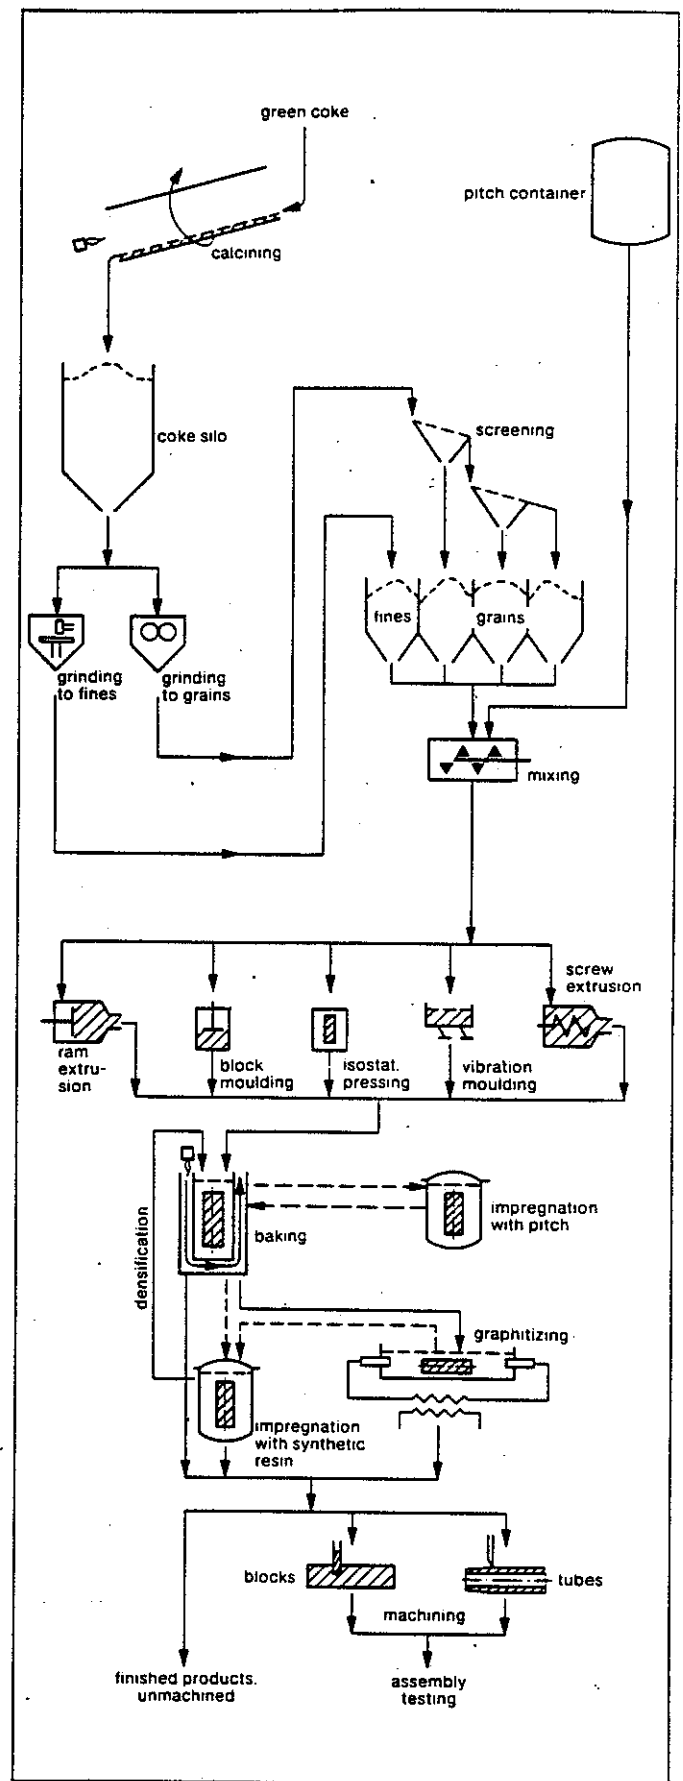 green coke
pitch container
calcining
coke silo
screening
fines
grains
grinding
to fines
grinding
to grains
mixing
screw
extrusion
ram
extru-
sion
block
moulding
isostat.
pressing
vibration
moulding
densification
baking
impregnation
with pitch
graphitizing
impregnation
with synthetic
resin
blocks
tubes
machining
finished products.
unmachined
assembly
testing